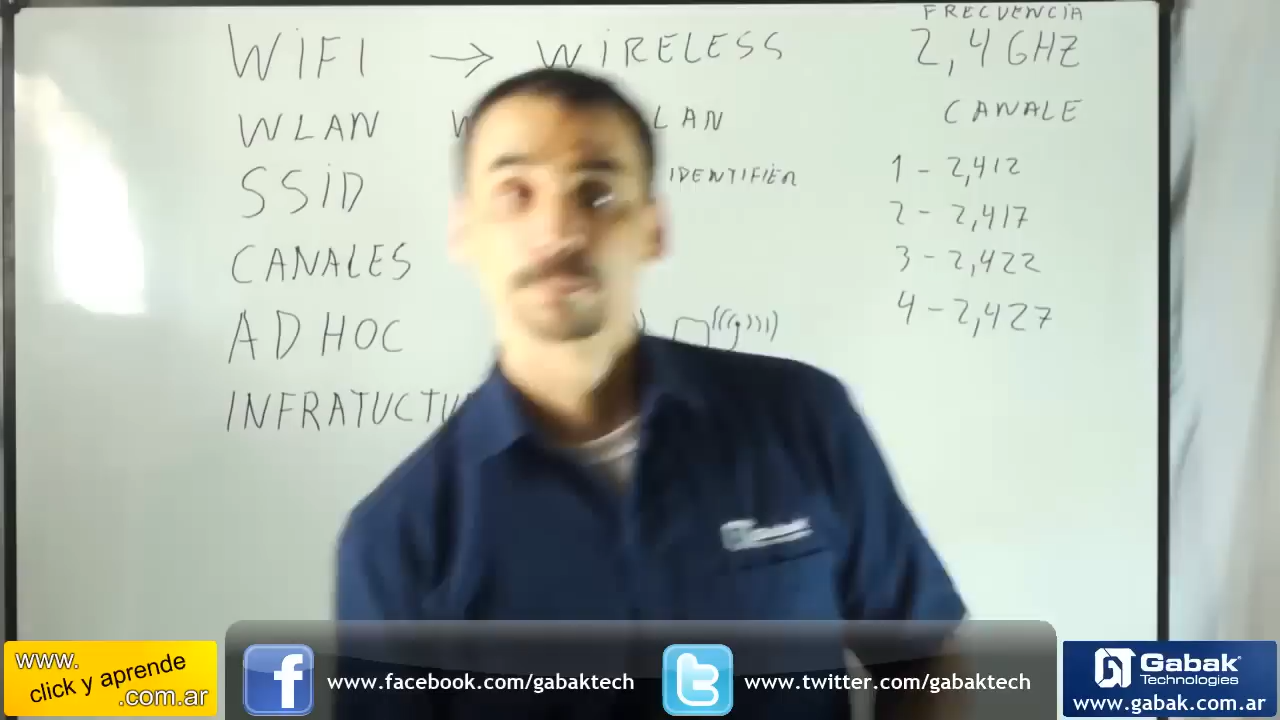 FRECUENCIA
WIFI → WIRELESS 2,4 GHZ
WLAN W LAN CANALE
SSID IDENTIFIER 1 - 2,412
2 - 2,417
CANALES 3 - 2,422
AD HOC 4 - 2,427
INFRATUCTU
www.
click y aprende
.com.ar
www.facebook.com/gabaktech
www.twitter.com/gabaktech
Gabak
Technologies
www.gabak.com.ar